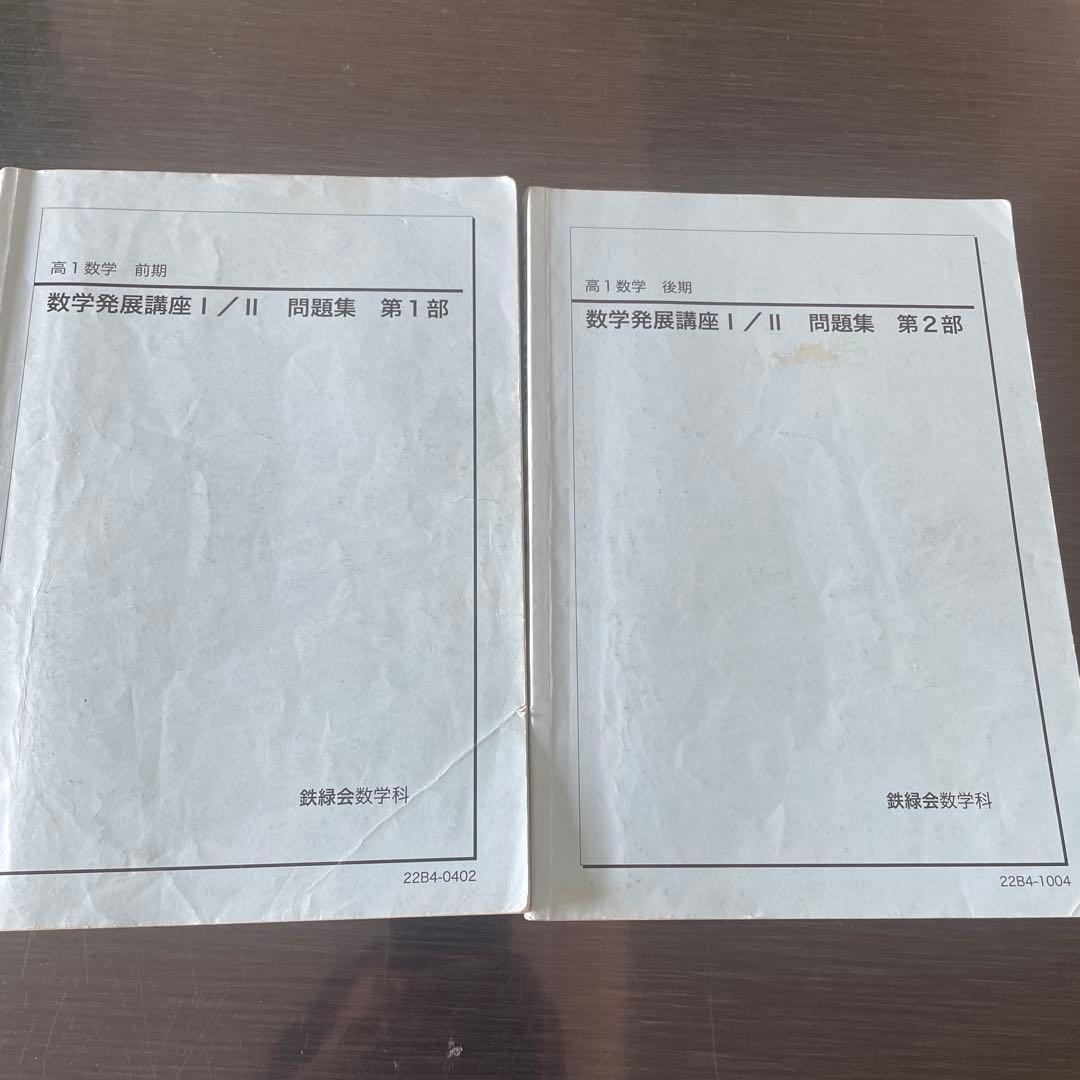 高1数学 前期
数学発展講座Ⅰ／Ⅱ 問題集 第1部
鉄緑会数学科
22B4-0402
高1数学 後期
数学発展講座Ⅰ／Ⅱ 問題集 第2部
鉄緑会数学科
22B4-1004